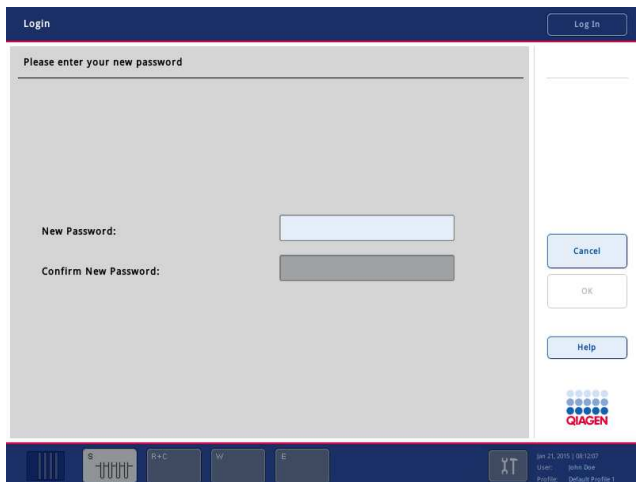 Login
Log In
Please enter your new password
New Password:
Confirm New Password:
Cancel
OK
Help
QIAGEN
S
R+C
W
E
Jan 21, 2015 | 08:12:07
User: John Doe
Profile: Default Profile 1